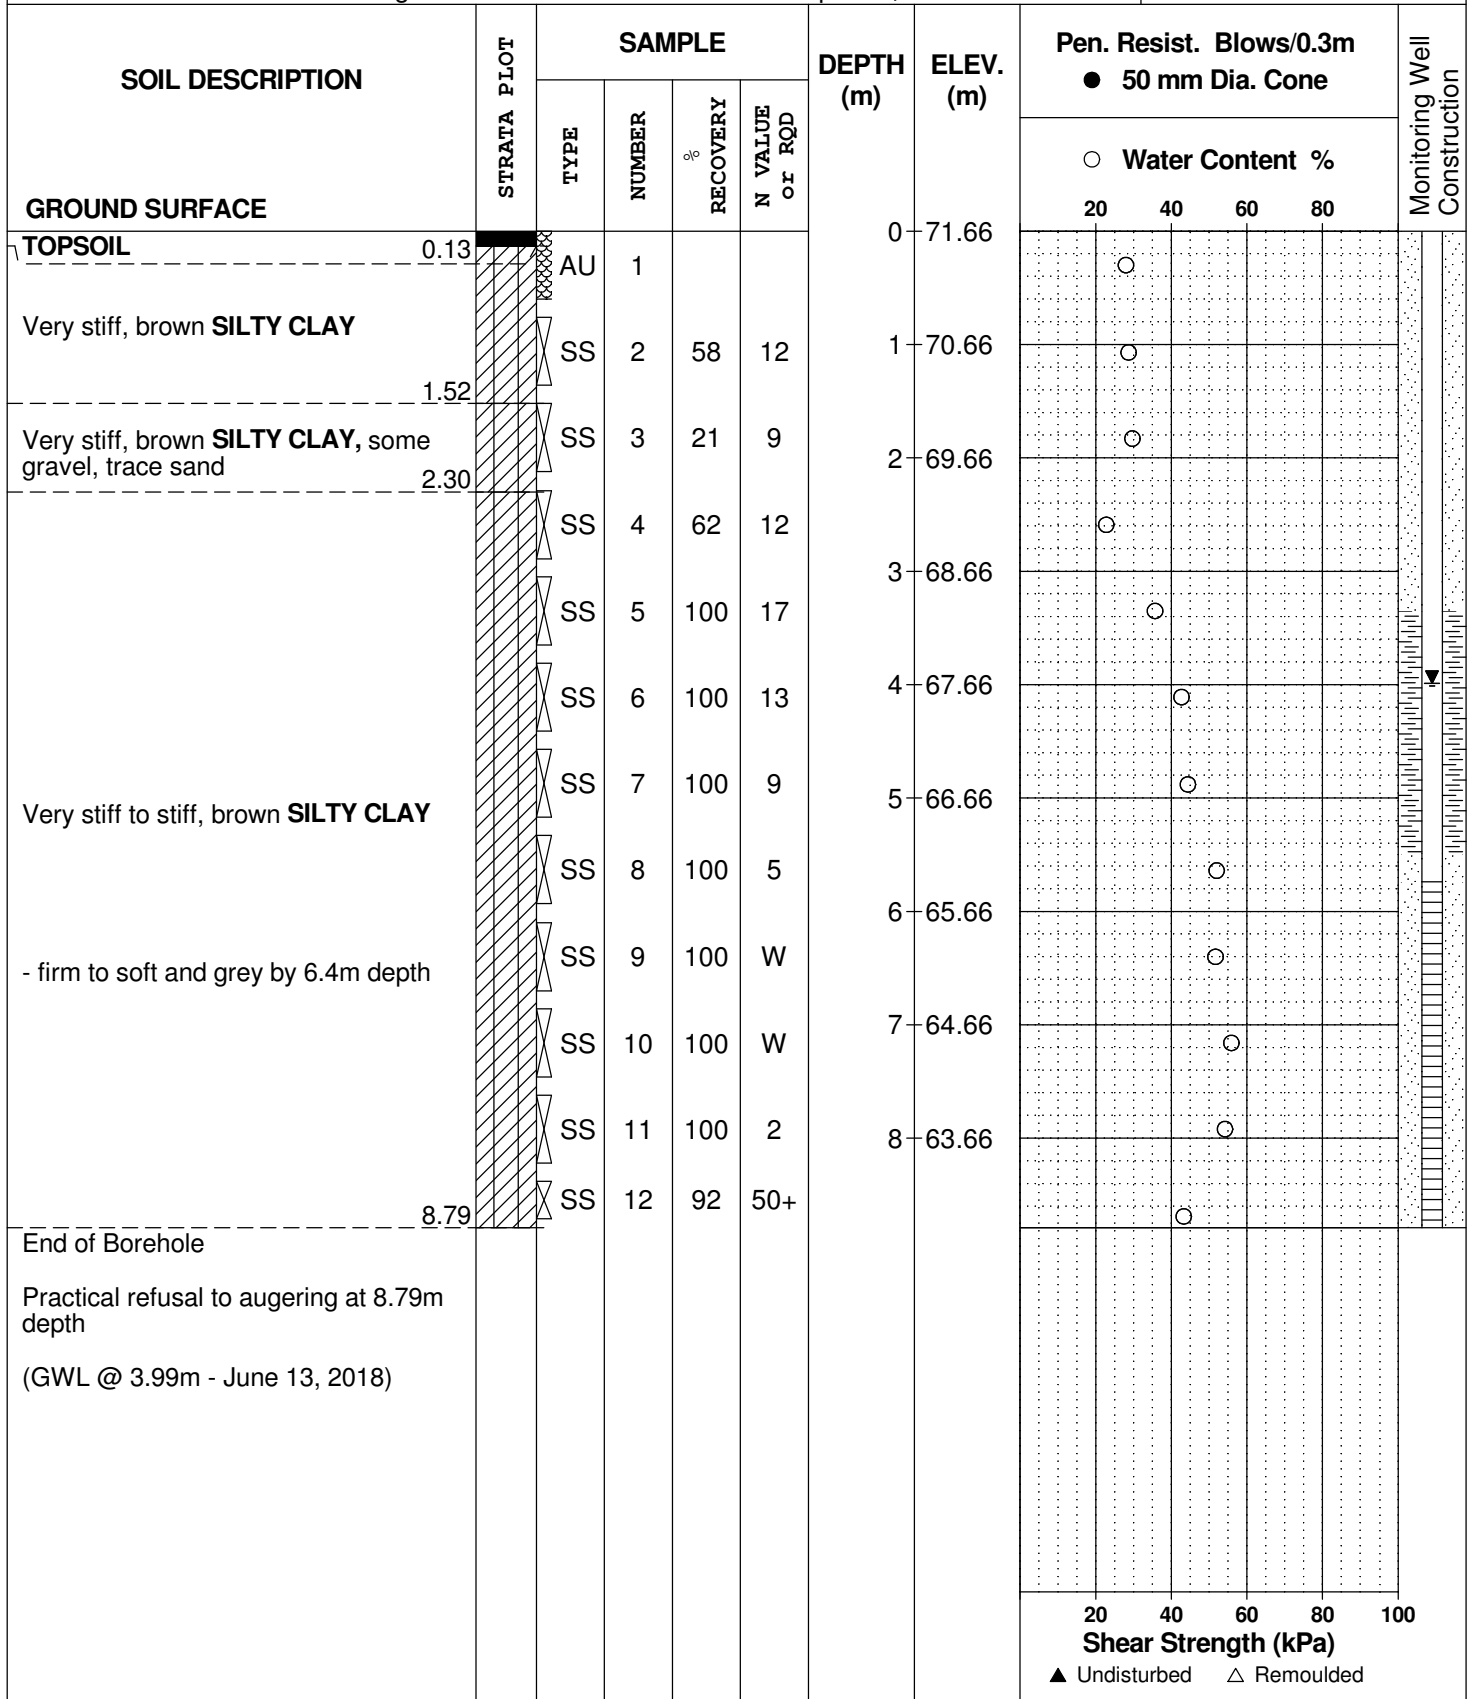 SOIL DESCRIPTION
GROUND SURFACE
STRATA PLOT
SAMPLE
TYPE
NUMBER
%
RECOVERY
N VALUE
or RQD
DEPTH
(m)
ELEV.
(m)
Pen. Resist. Blows/0.3m
● 50 mm Dia. Cone
○ Water Content %
20 40 60 80
Monitoring Well
Construction
0 71.66
TOPSOIL 0.13
AU 1
Very stiff, brown SILTY CLAY
SS 2 58 12
1 70.66
1.52
Very stiff, brown SILTY CLAY, some
gravel, trace sand
2.30
SS 3 21 9
2 69.66
SS 4 62 12
3 68.66
SS 5 100 17
SS 6 100 13
4 67.66
SS 7 100 9
5 66.66
Very stiff to stiff, brown SILTY CLAY
SS 8 100 5
6 65.66
SS 9 100 W
- firm to soft and grey by 6.4m depth
7 64.66
SS 10 100 W
SS 11 100 2
8 63.66
SS 12 92 50+
8.79
End of Borehole
Practical refusal to augering at 8.79m
depth
(GWL @ 3.99m - June 13, 2018)
20 40 60 80 100
Shear Strength (kPa)
▲ Undisturbed △ Remoulded